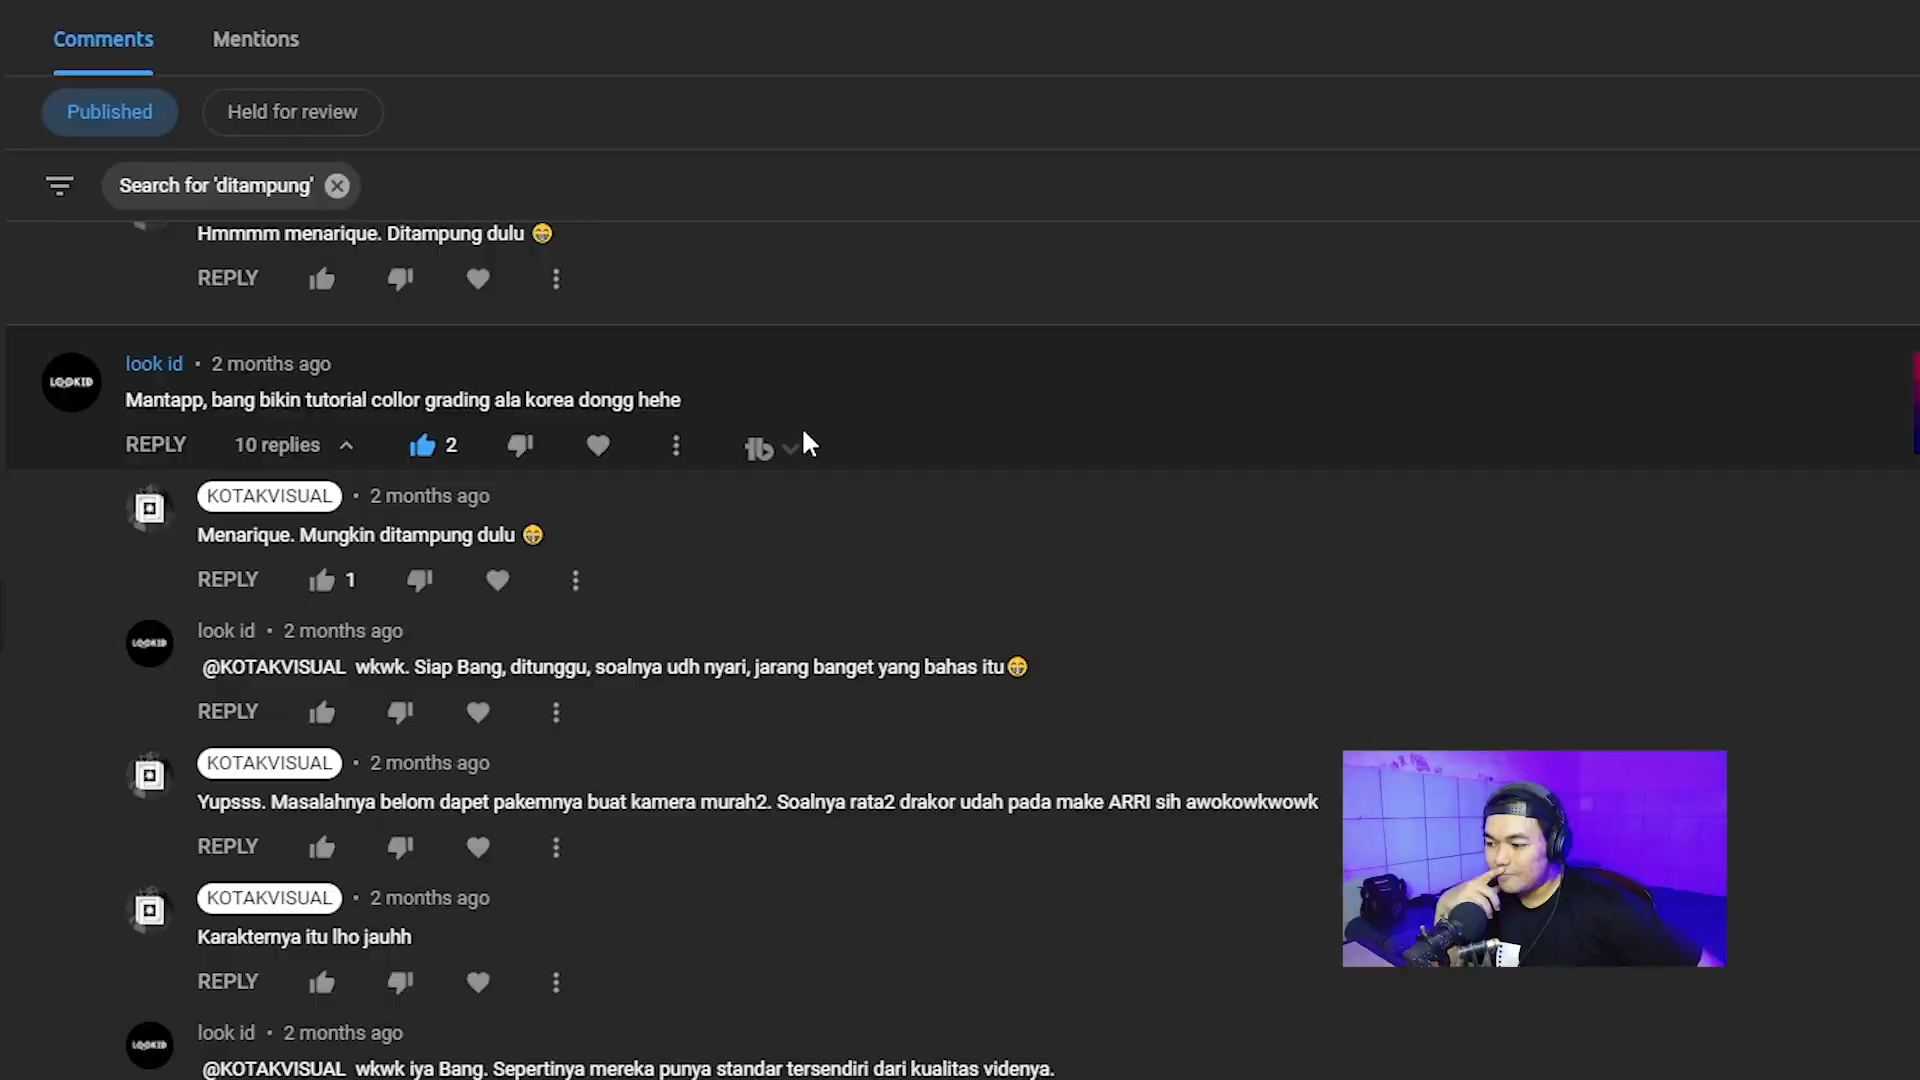 Comments Mentions
Published Held for review
Search for 'ditampung'
Hmmmm menarique. Ditampung dulu 😁
REPLY
LOOKID
look id • 2 months ago
Mantapp, bang bikin tutorial collor grading ala korea dongg hehe
REPLY 10 replies 2
KOTAKVISUAL • 2 months ago
Menarique. Mungkin ditampung dulu 😁
REPLY 1
LOOKID
look id • 2 months ago
@KOTAKVISUAL wkwk. Siap Bang, ditunggu, soalnya udh nyari, jarang banget yang bahas itu😁
REPLY
KOTAKVISUAL • 2 months ago
Yupsss. Masalahnya belom dapet pakemnya buat kamera murah2. Soalnya rata2 drakor udah pada make ARRI sih awokowkwowk
REPLY
KOTAKVISUAL • 2 months ago
Karakternya itu lho jauhh
REPLY
LOOKID
look id • 2 months ago
@KOTAKVISUAL wkwk iya Bang. Sepertinya mereka punya standar tersendiri dari kualitas videnya.